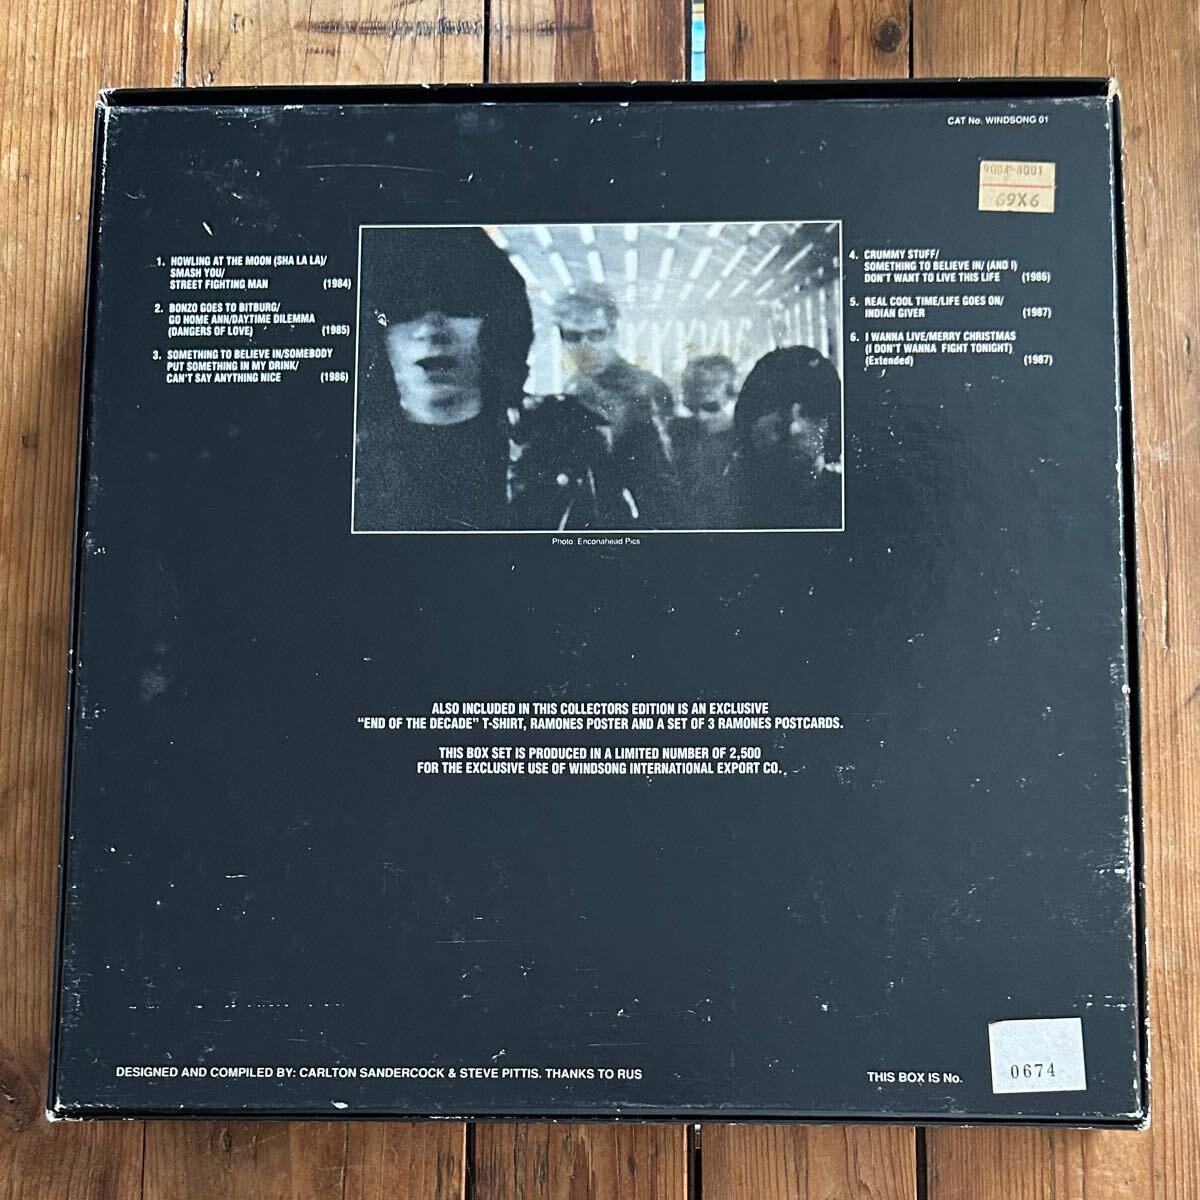 CAT No. WINDSONG 01
9004-8001
69X6
1. HOWLING AT THE MOON (SHA LA LA)/
SMASH YOU/
STREET FIGHTING MAN (1984)
2. BONZO GOES TO BITBURG/
GO HOME ANN/DAYTIME DILEMMA
(DANGERS OF LOVE) (1985)
3. SOMETHING TO BELIEVE IN/SOMEBODY
PUT SOMETHING IN MY DRINK/
CAN'T SAY ANYTHING NICE (1986)
4. CRUMMY STUFF/
SOMETHING TO BELIEVE IN/ (AND I)
DON'T WANT TO LIVE THIS LIFE (1986)
5. REAL COOL TIME/LIFE GOES ON/
INDIAN GIVER (1987)
6. I WANNA LIVE/MERRY CHRISTMAS
(I DON'T WANNA FIGHT TONIGHT)
(Extended) (1987)
Photo: Enconahead Pics
ALSO INCLUDED IN THIS COLLECTORS EDITION IS AN EXCLUSIVE
"END OF THE DECADE" T-SHIRT, RAMONES POSTER AND A SET OF 3 RAMONES POSTCARDS.
THIS BOX SET IS PRODUCED IN A LIMITED NUMBER OF 2,500
FOR THE EXCLUSIVE USE OF WINDSONG INTERNATIONAL EXPORT CO.
DESIGNED AND COMPILED BY: CARLTON SANDERCOCK & STEVE PITTIS. THANKS TO RUS
THIS BOX IS No.
0674